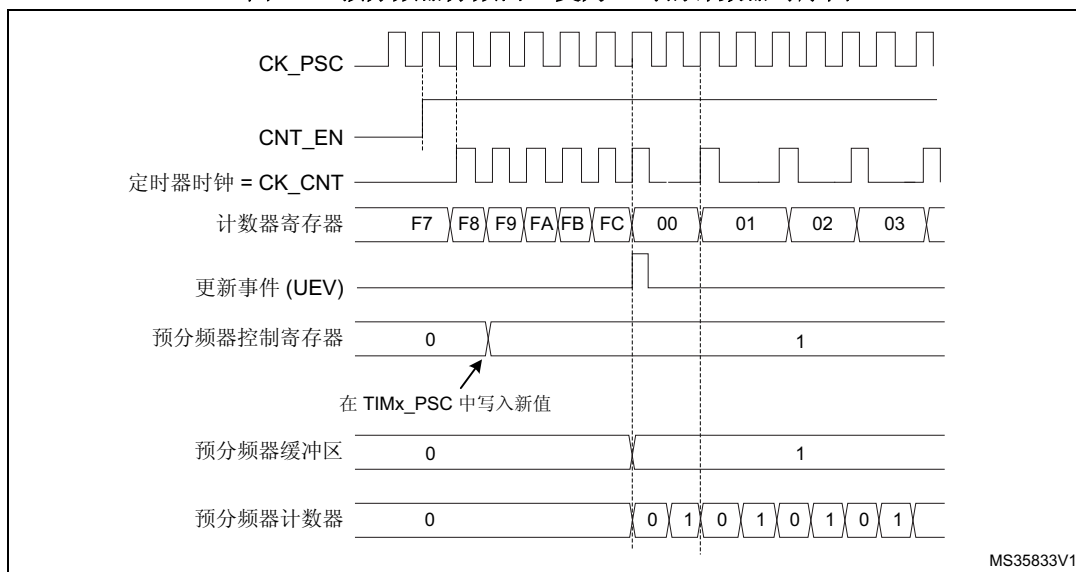 CK_PSC
CNT_EN
定时器时钟 = CK_CNT
计数器寄存器 F7 F8 F9 FA FB FC 00 01 02 03
更新事件 (UEV)
预分频器控制寄存器 0 1
在 TIMx_PSC 中写入新值
预分频器缓冲区 0 1
预分频器计数器 0 0 1 0 1 0 1 0 1
MS35833V1